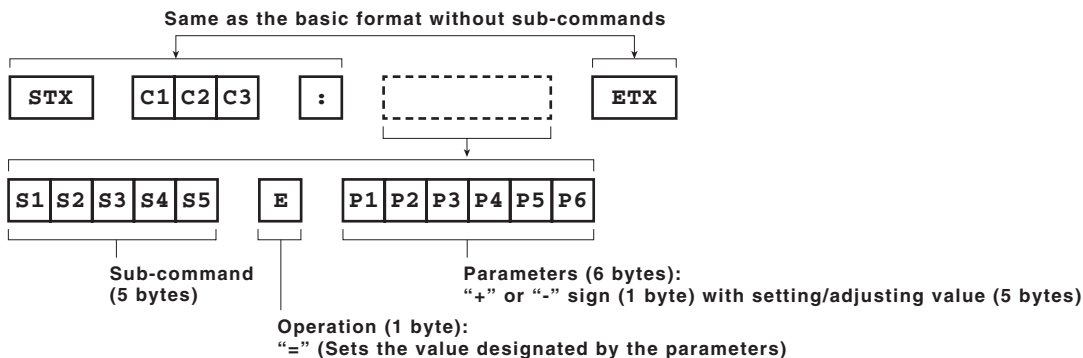 Same as the basic format without sub-commands
STX C1 C2 C3 : ETX
S1 S2 S3 S4 S5 E P1 P2 P3 P4 P5 P6
Sub-command
(5 bytes)
Parameters (6 bytes):
“+” or “-” sign (1 byte) with setting/adjusting value (5 bytes)
Operation (1 byte):
“=” (Sets the value designated by the parameters)